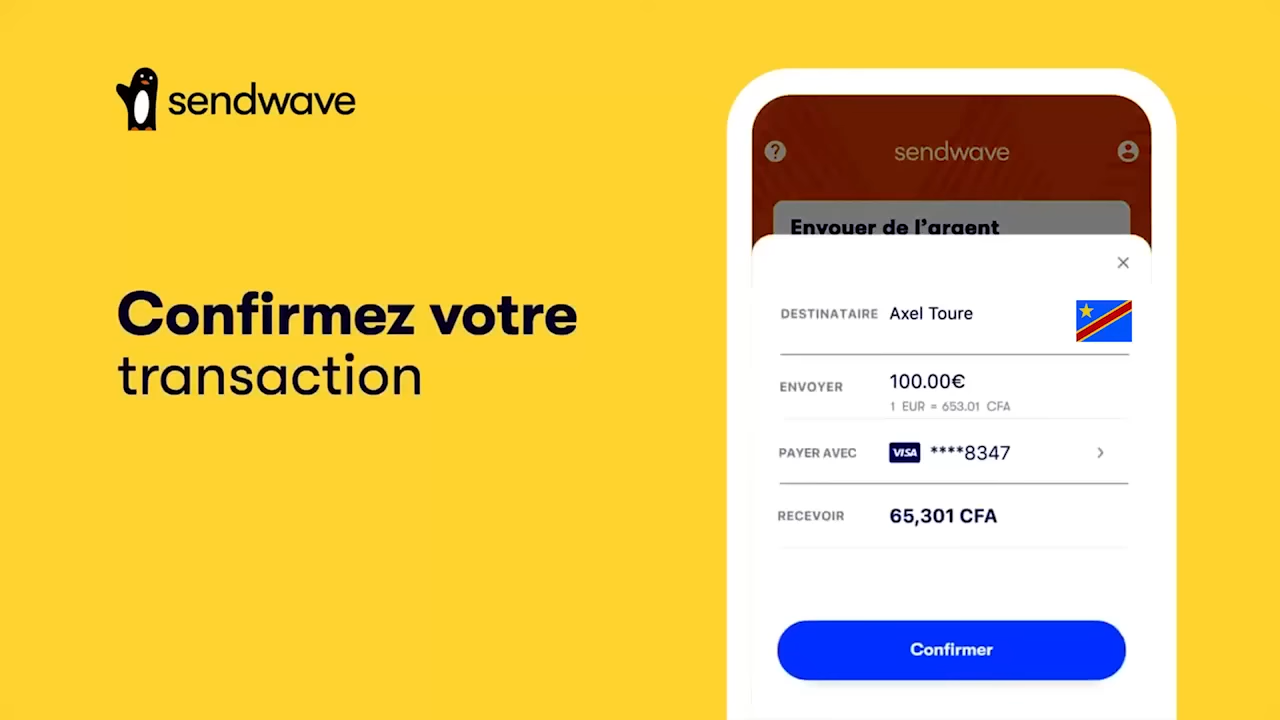 sendwave
Confirmez votre
transaction
?
sendwave
Envoyer de l'argent
DESTINATAIRE Axel Toure
ENVOYER 100.00€
1 EUR = 653.01 CFA
PAYER AVEC VISA ****8347
RECEVOIR 65,301 CFA
Confirmer